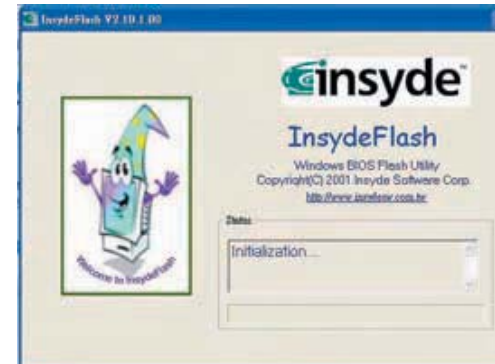 InsydeFlash V2.10.1.00
insyde™
InsydeFlash
Windows BIOS Flash Utility
Copyright(C) 2001 Insyde Software Corp.
Status
Initialization...
Welcome to InsydeFlash